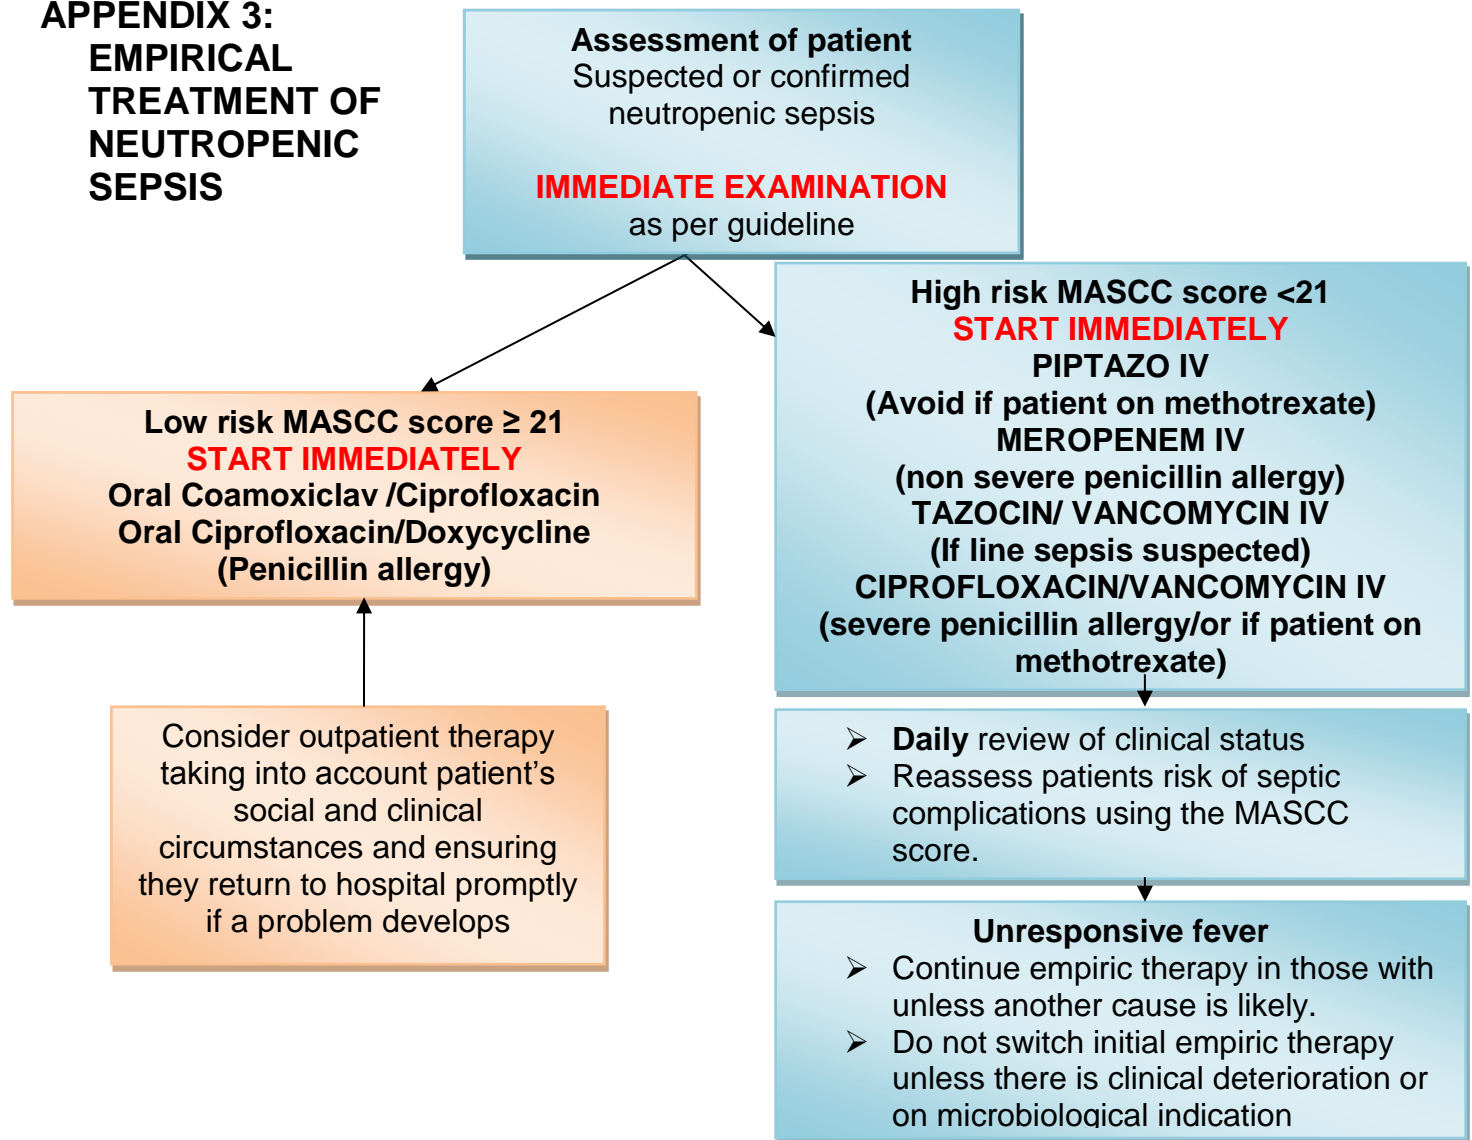 APPENDIX 3:
EMPIRICAL
TREATMENT OF
NEUTROPENIC
SEPSIS
Assessment of patient
Suspected or confirmed
neutropenic sepsis
IMMEDIATE EXAMINATION
as per guideline
High risk MASCC score <21
START IMMEDIATELY
PIPTAZO IV
(Avoid if patient on methotrexate)
MEROPENEM IV
(non severe penicillin allergy)
TAZOCIN/ VANCOMYCIN IV
(If line sepsis suspected)
CIPROFLOXACIN/VANCOMYCIN IV
(severe penicillin allergy/or if patient on
methotrexate)
Low risk MASCC score ≥ 21
START IMMEDIATELY
Oral Coamoxiclav /Ciprofloxacin
Oral Ciprofloxacin/Doxycycline
(Penicillin allergy)
Consider outpatient therapy
taking into account patient’s
social and clinical
circumstances and ensuring
they return to hospital promptly
if a problem develops
➢ Daily review of clinical status
➢ Reassess patients risk of septic
complications using the MASCC
score.
Unresponsive fever
➢ Continue empiric therapy in those with
unless another cause is likely.
➢ Do not switch initial empiric therapy
unless there is clinical deterioration or
on microbiological indication